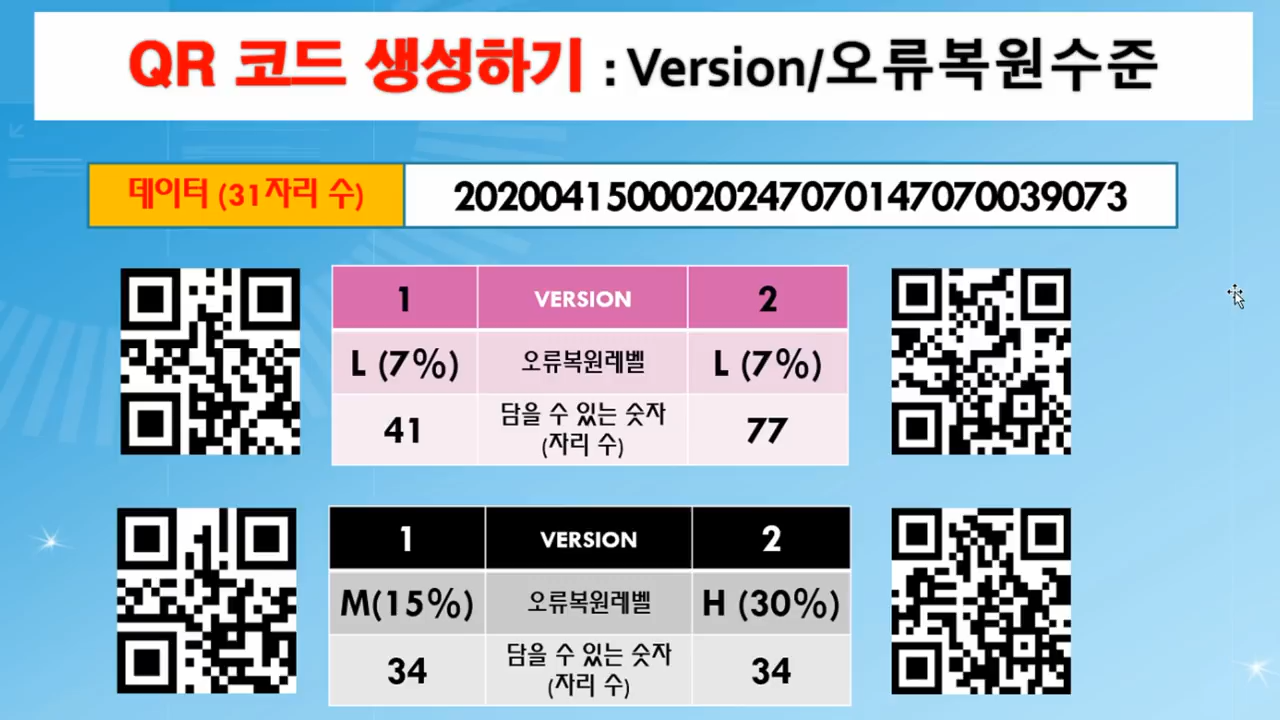 QR 코드 생성하기 : Version/오류복원수준
데이터 (31자리 수) 2020041500020247070147070039073
1 VERSION 2
L (7%) 오류복원레벨 L (7%)
41 담을 수 있는 숫자 77
(자리 수)
1 VERSION 2
M(15%) 오류복원레벨 H (30%)
34 담을 수 있는 숫자 34
(자리 수)